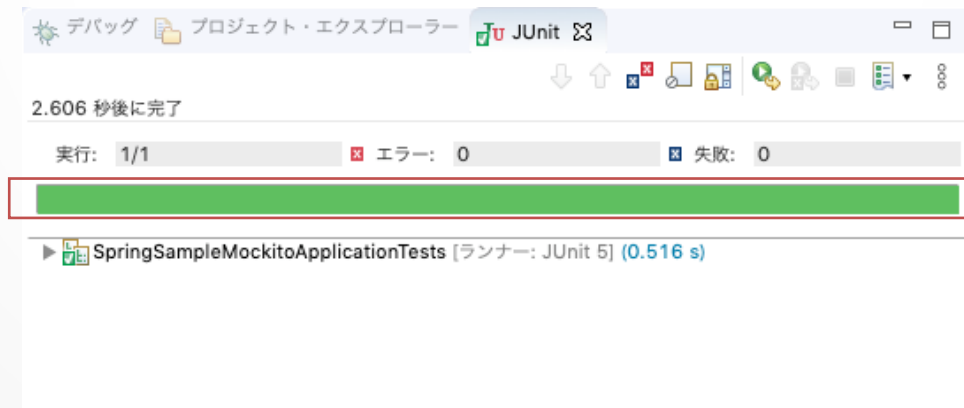 デバッグ プロジェクト・エクスプローラー JUnit
2.606 秒後に完了
実行: 1/1 エラー: 0 失敗: 0
SpringSampleMockitoApplicationTests [ランナー: JUnit 5] (0.516 s)